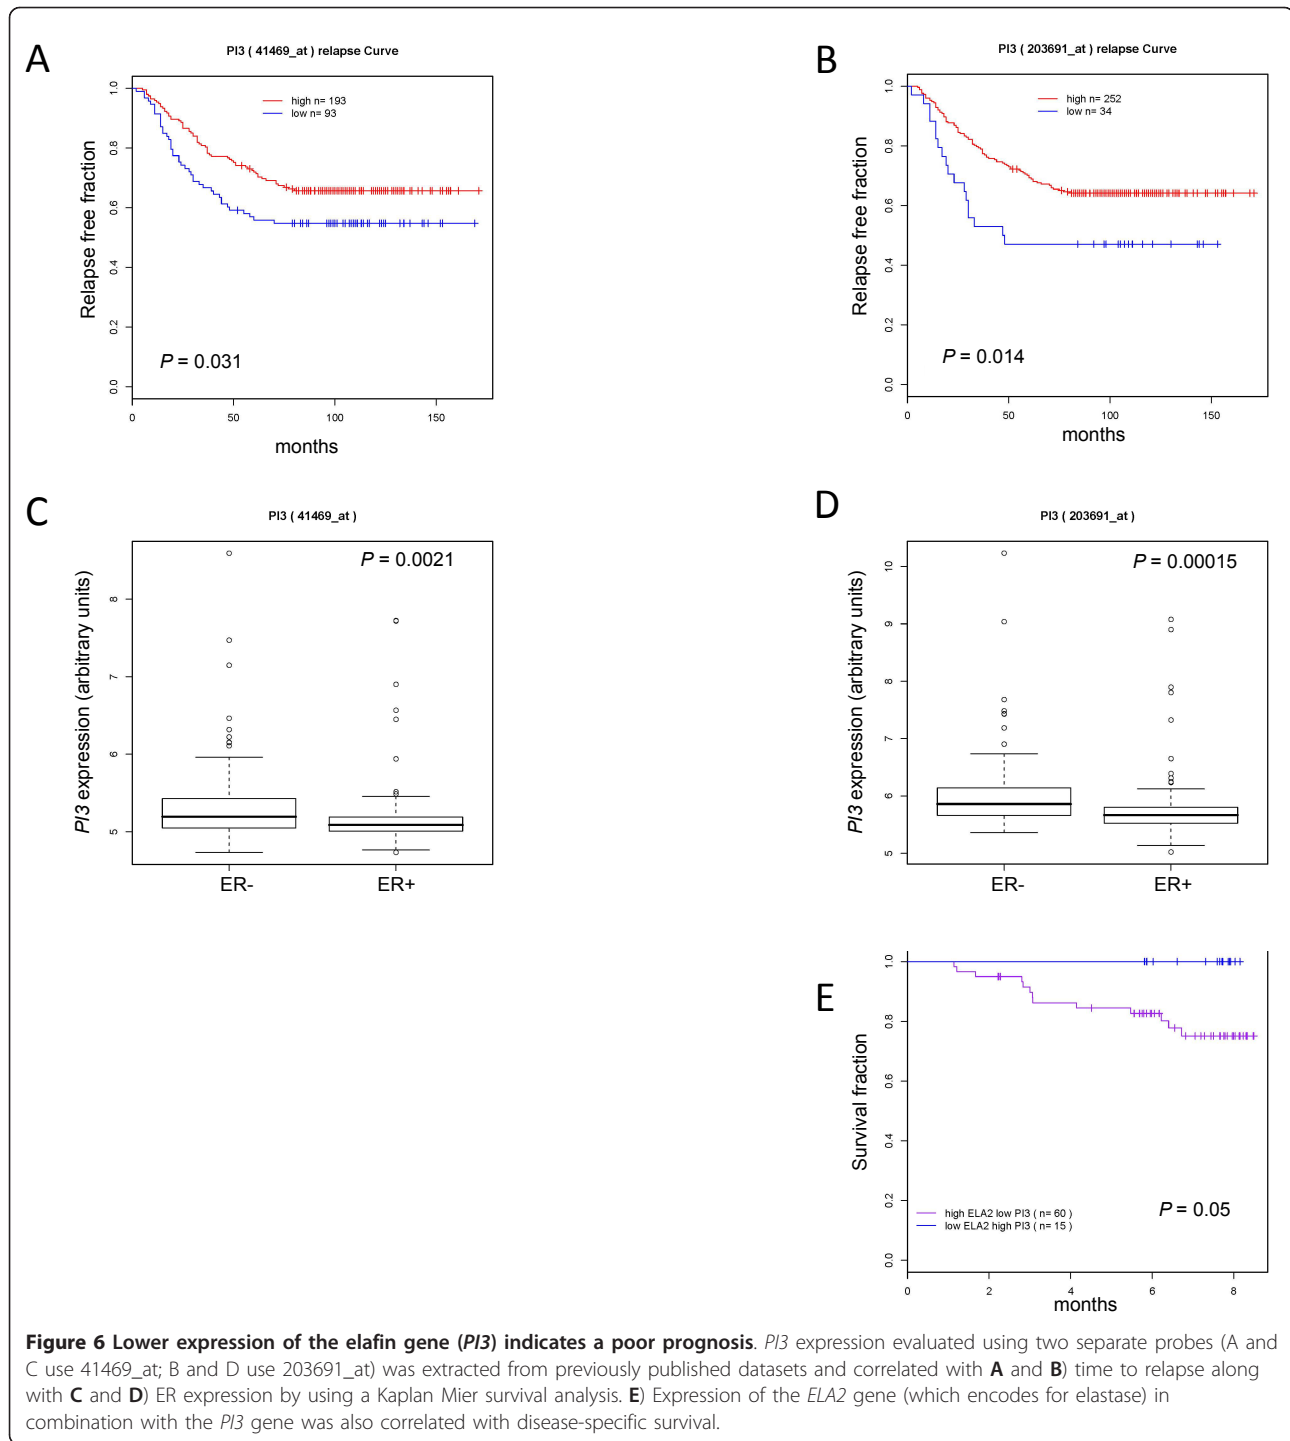 A
PI3 ( 41469_at ) relapse Curve
high n= 193
low n= 93
Relapse free fraction
1.0
0.8
0.6
0.4
0.2
0.0
P = 0.031
0 50 100 150
months
B
PI3 ( 203691_at ) relapse Curve
high n= 252
low n= 34
Relapse free fraction
1.0
0.8
0.6
0.4
0.2
0.0
P = 0.014
0 50 100 150
months
C
PI3 ( 41469_at )
P = 0.0021
PI3 expression (arbitrary units)
8
7
6
5
ER- ER+
D
PI3 ( 203691_at )
P = 0.00015
PI3 expression (arbitrary units)
10
9
8
7
6
5
ER- ER+
E
Survival fraction
1.0
0.8
0.6
0.4
0.2
0.0
high ELA2 low PI3 ( n= 60 )
low ELA2 high PI3 ( n= 15 )
P = 0.05
0 2 4 6 8
months
Figure 6 Lower expression of the elafin gene (PI3) indicates a poor prognosis. PI3 expression evaluated using two separate probes (A and
C use 41469_at; B and D use 203691_at) was extracted from previously published datasets and correlated with A and B) time to relapse along
with C and D) ER expression by using a Kaplan Mier survival analysis. E) Expression of the ELA2 gene (which encodes for elastase) in
combination with the PI3 gene was also correlated with disease-specific survival.